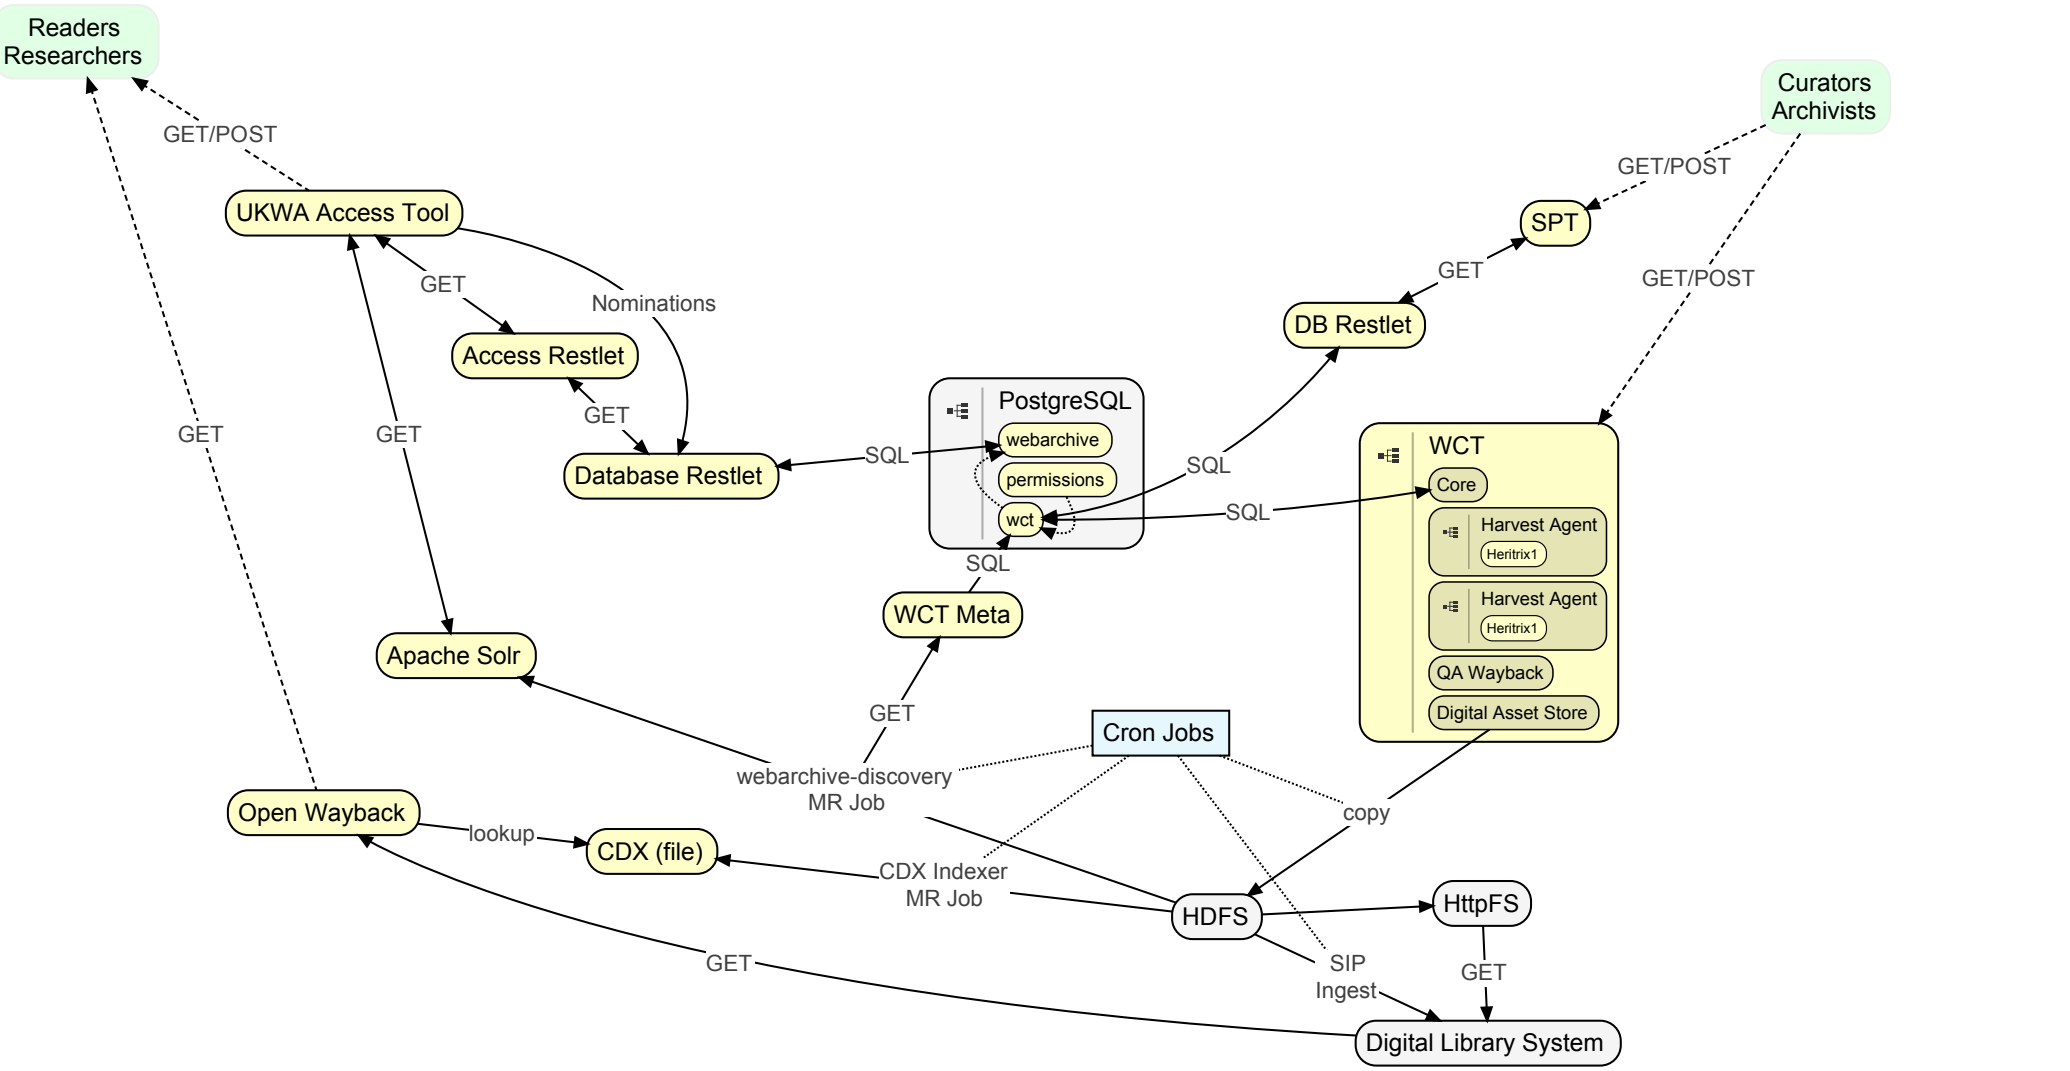 Readers
Researchers
Curators
Archivists
GET/POST
GET/POST
UKWA Access Tool
SPT
GET
GET
GET/POST
Nominations
DB Restlet
Access Restlet
PostgreSQL
GET
GET
GET
webarchive
WCT
SQL
SQL
Database Restlet
permissions
Core
wct
SQL
Harvest Agent
Heritrix1
SQL
Harvest Agent
Heritrix1
WCT Meta
Apache Solr
QA Wayback
GET
Digital Asset Store
Cron Jobs
webarchive-discovery
MR Job
Open Wayback
copy
lookup
CDX (file)
CDX Indexer
MR Job
HDFS
HttpFS
GET
SIP
Ingest
GET
Digital Library System